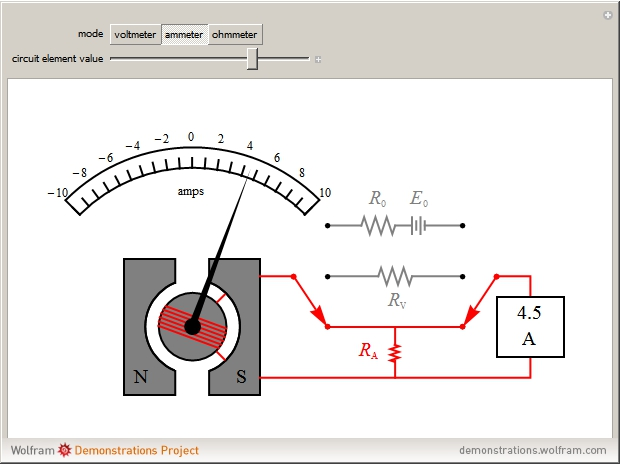 mode voltmeter ammeter ohmmeter
circuit element value
-10 -8 -6 -4 -2 0 2 4 6 8 10
amps
R0 E0
RV
RA
4.5
A
N S
Wolfram Demonstrations Project demonstrations.wolfram.com